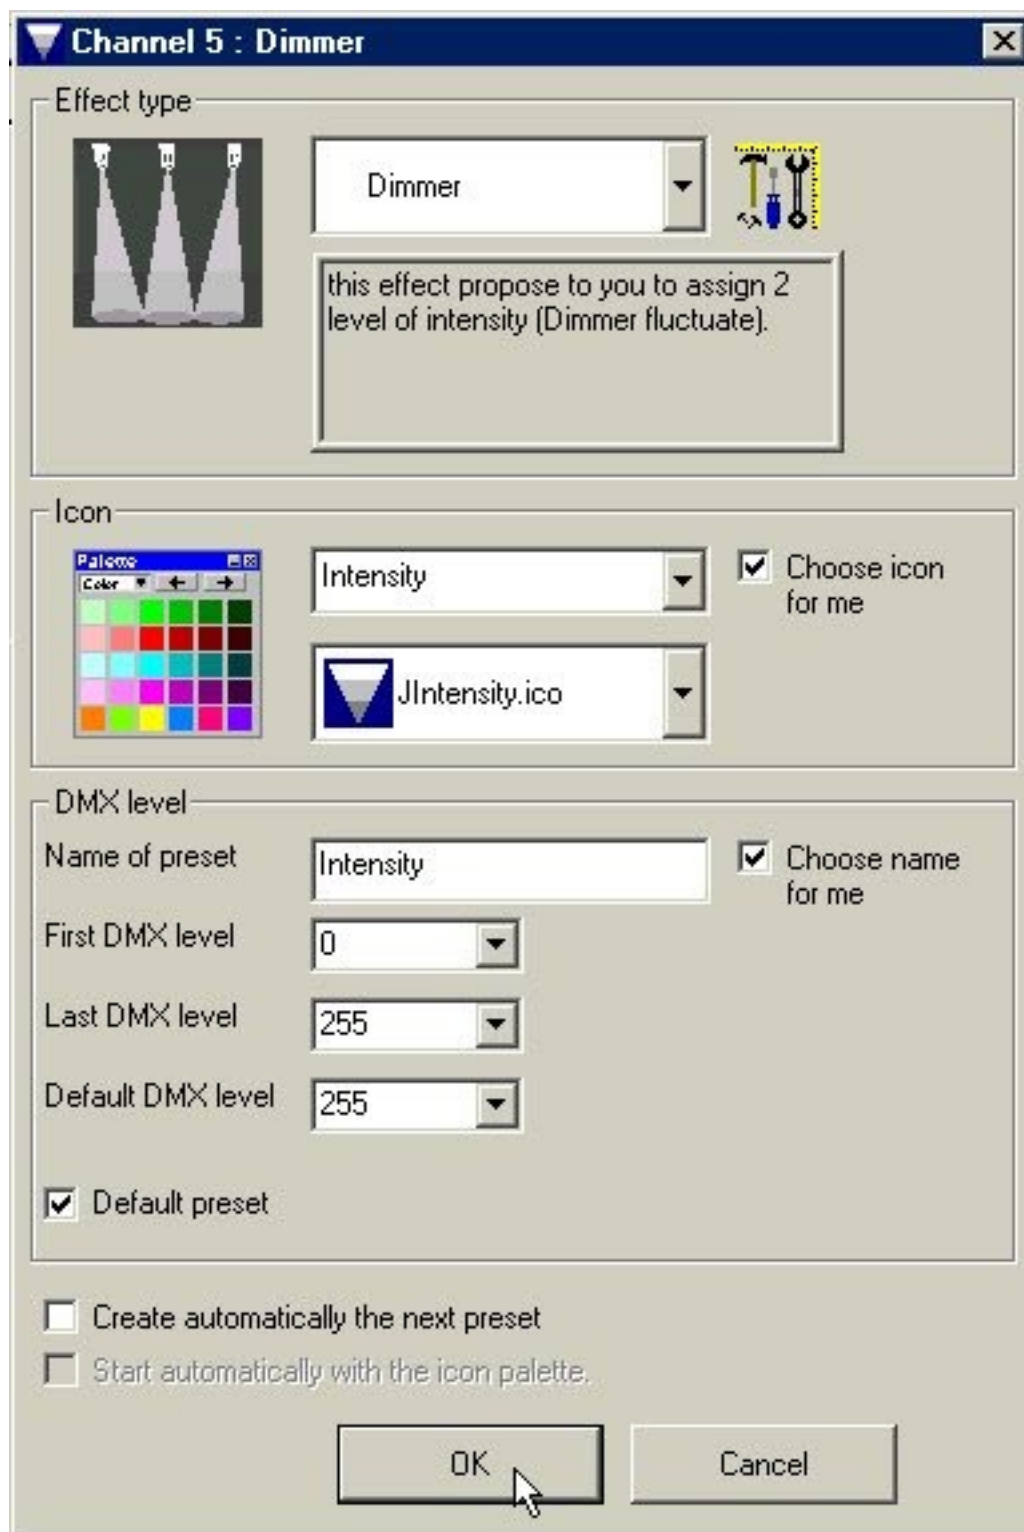 Channel 5 : Dimmer
Effect type
Dimmer
this effect propose to you to assign 2
level of intensity (Dimmer fluctuate).
Icon
Palette
Color
Intensity
Choose icon
for me
JIntensity.ico
DMX level
Name of preset
Intensity
Choose name
for me
First DMX level
0
Last DMX level
255
Default DMX level
255
Default preset
Create automatically the next preset
Start automatically with the icon palette.
OK
Cancel